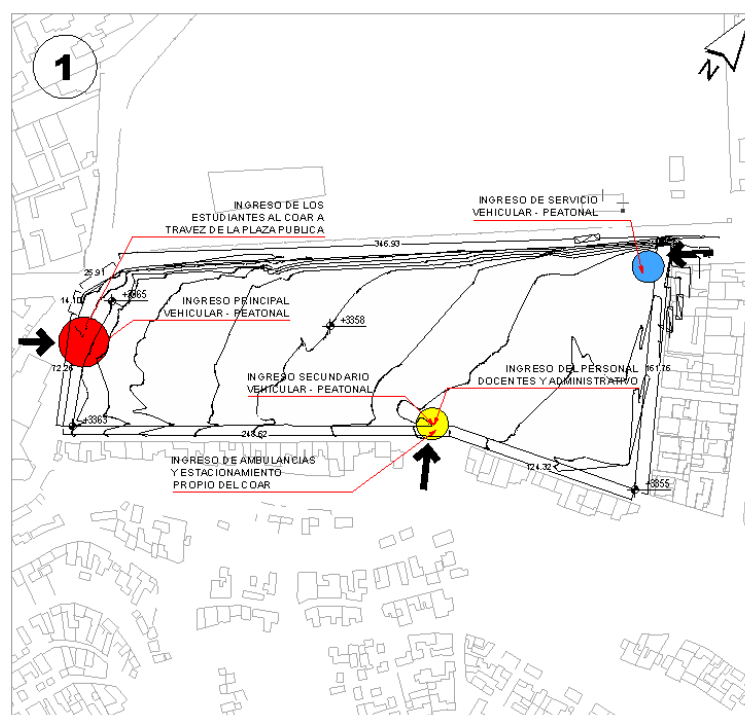 1
N
INGRESO DE LOS
ESTUDIANTES AL COAR A
TRAVEZ DE LA PLAZA PUBLICA
INGRESO DE SERVICIO
VEHICULAR - PEATONAL
346.93
25.91
14.10
+3365
INGRESO PRINCIPAL
VEHICULAR - PEATONAL
+3358
72.26
INGRESO SECUNDARIO
VEHICULAR - PEATONAL
INGRESO DEL PERSONAL
DOCENTES Y ADMINISTRATIVO
161.76
+3363
248.62
INGRESO DE AMBULANCIAS
Y ESTACIONAMIENTO
PROPIO DEL COAR
124.32
+3355